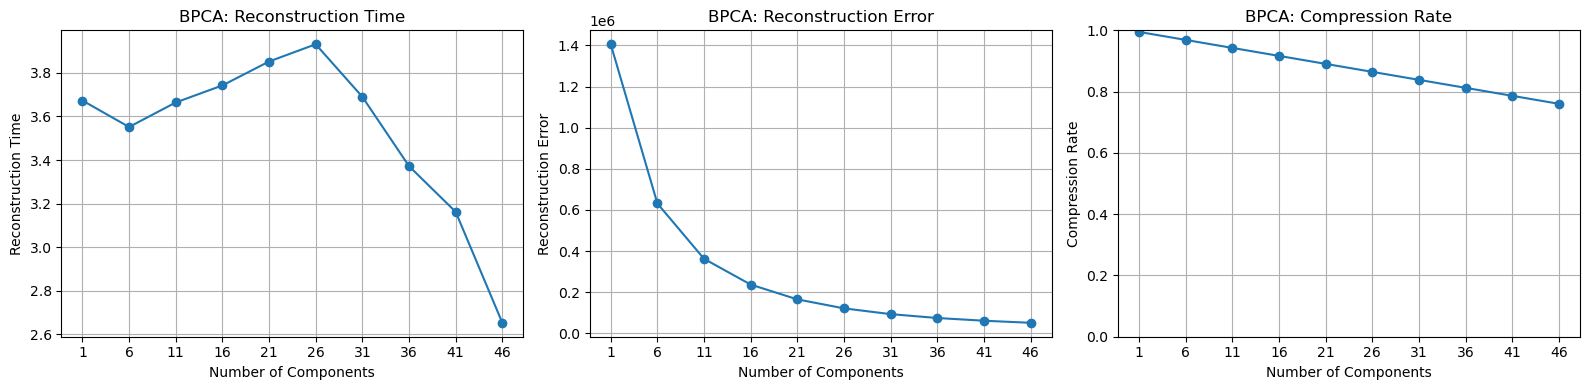 BPCA: Reconstruction Time
Reconstruction Time
3.8
3.6
3.4
3.2
3.0
2.8
2.6
1 6 11 16 21 26 31 36 41 46
Number of Components
BPCA: Reconstruction Error
1e6
Reconstruction Error
1.4
1.2
1.0
0.8
0.6
0.4
0.2
0.0
1 6 11 16 21 26 31 36 41 46
Number of Components
BPCA: Compression Rate
Compression Rate
1.0
0.8
0.6
0.4
0.2
0.0
1 6 11 16 21 26 31 36 41 46
Number of Components